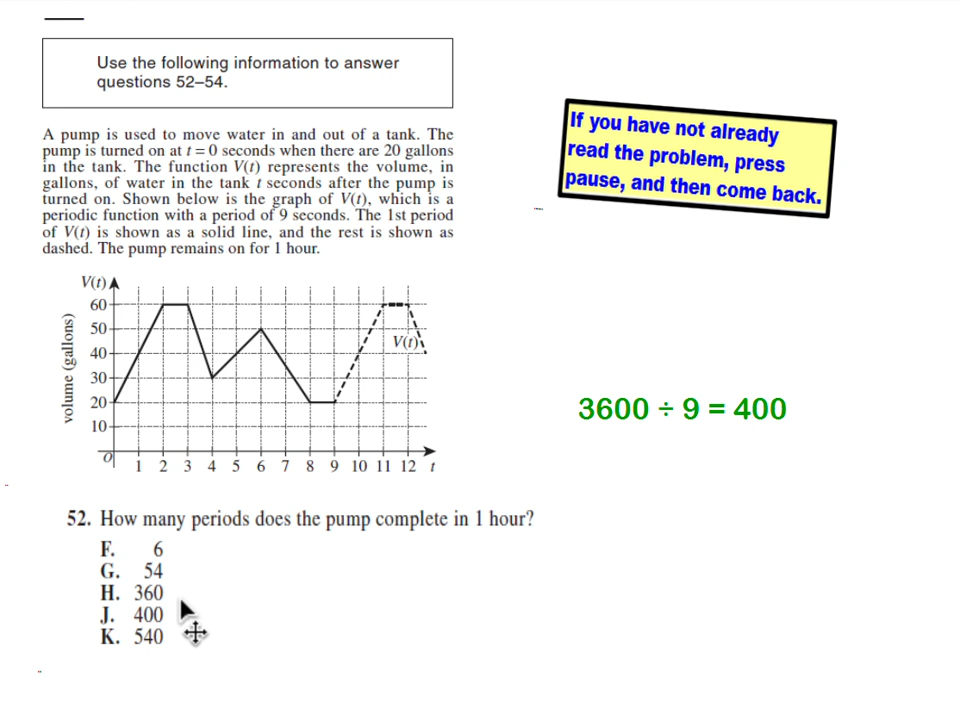 Use the following information to answer
questions 52–54.
If you have not already
read the problem, press
pause, and then come back.
A pump is used to move water in and out of a tank. The
pump is turned on at t = 0 seconds when there are 20 gallons
in the tank. The function V(t) represents the volume, in
gallons, of water in the tank t seconds after the pump is
turned on. Shown below is the graph of V(t), which is a
periodic function with a period of 9 seconds. The 1st period
of V(t) is shown as a solid line, and the rest is shown as
dashed. The pump remains on for 1 hour.
V(t)
60
50
40
30
20
10
volume (gallons)
V(t)
O 1 2 3 4 5 6 7 8 9 10 11 12 t
3600 ÷ 9 = 400
52. How many periods does the pump complete in 1 hour?
F. 6
G. 54
H. 360
J. 400
K. 540